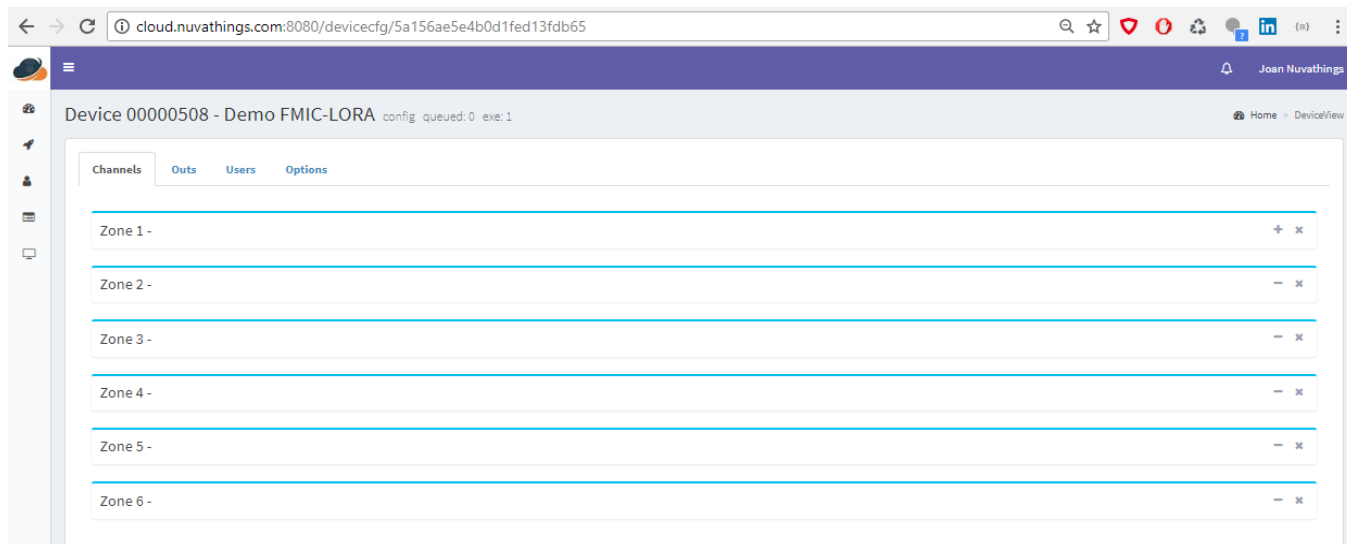 cloud.nuvathings.com:8080/devicecfg/5a156ae5e4b0d1fed13fdb65
Joan Nuvathings
Device 00000508 - Demo FMIC-LORA config queued: 0 exe: 1
Home > DeviceView
Channels Outs Users Options
Zone 1 -
Zone 2 -
Zone 3 -
Zone 4 -
Zone 5 -
Zone 6 -